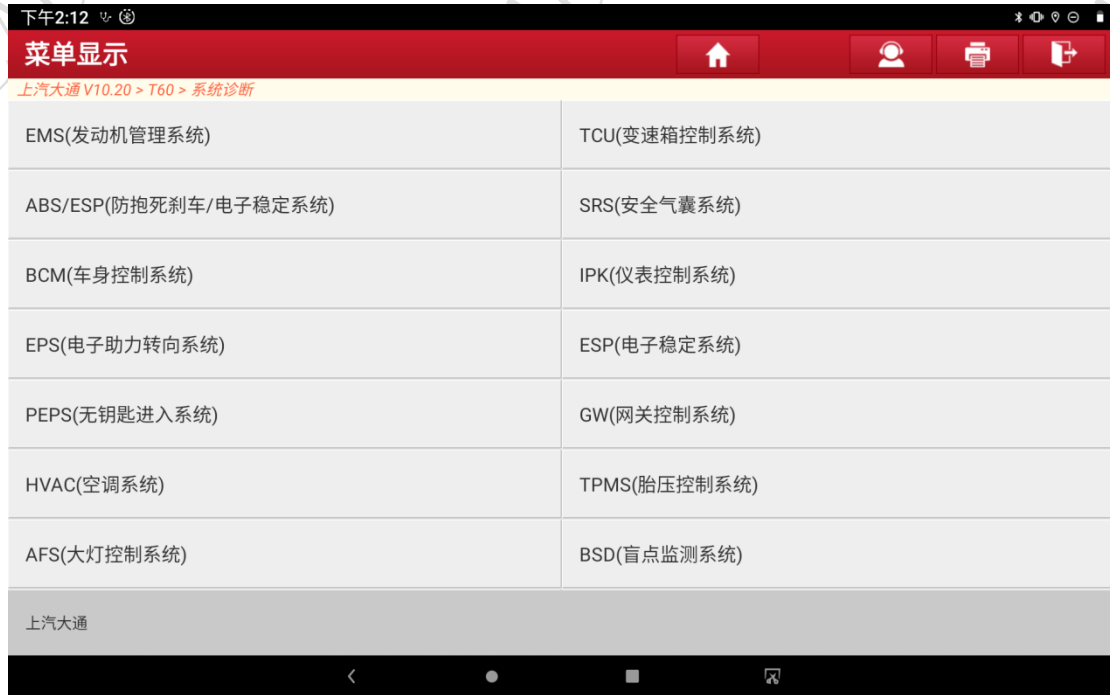 下午2:12
菜单显示
上汽大通 V10.20 > T60 > 系统诊断
EMS(发动机管理系统)
TCU(变速箱控制系统)
ABS/ESP(防抱死刹车/电子稳定系统)
SRS(安全气囊系统)
BCM(车身控制系统)
IPK(仪表控制系统)
EPS(电子助力转向系统)
ESP(电子稳定系统)
PEPS(无钥匙进入系统)
GW(网关控制系统)
HVAC(空调系统)
TPMS(胎压控制系统)
AFS(大灯控制系统)
BSD(盲点监测系统)
上汽大通